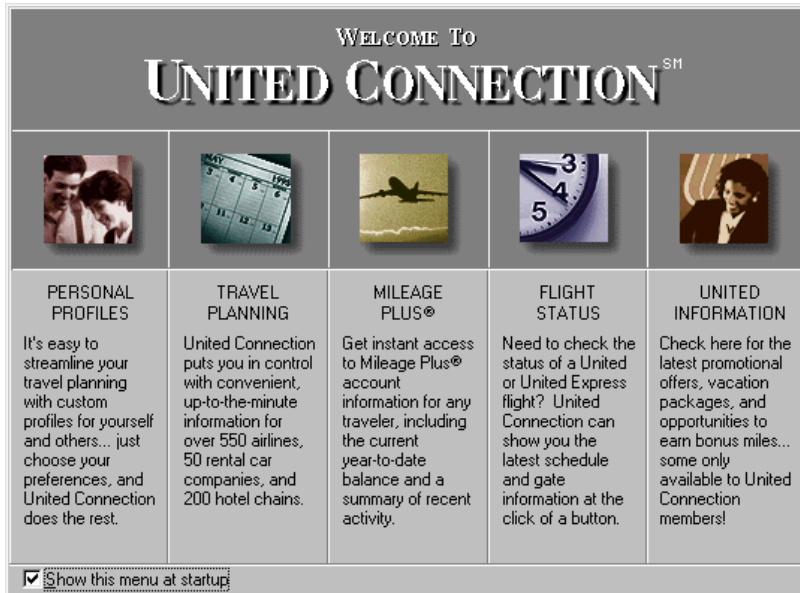 WELCOME TO
UNITED CONNECTION SM
PERSONAL
PROFILES
It's easy to
streamline your
travel planning
with custom
profiles for yourself
and others... just
choose your
preferences, and
United Connection
does the rest.
TRAVEL
PLANNING
United Connection
puts you in control
with convenient,
up-to-the-minute
information for
over 550 airlines,
50 rental car
companies, and
200 hotel chains.
MILEAGE
PLUS®
Get instant access
to Mileage Plus®
account
information for any
traveler, including
the current
year-to-date
balance and a
summary of recent
activity.
FLIGHT
STATUS
Need to check the
status of a United
or United Express
flight? United
Connection can
show you the
latest schedule
and gate
information at the
click of a button.
UNITED
INFORMATION
Check here for the
latest promotional
offers, vacation
packages, and
opportunities to
earn bonus miles...
some only
available to United
Connection
members!
Show this menu at startup
MAY
3 4 5 6
10 11 12 13
3
4
5